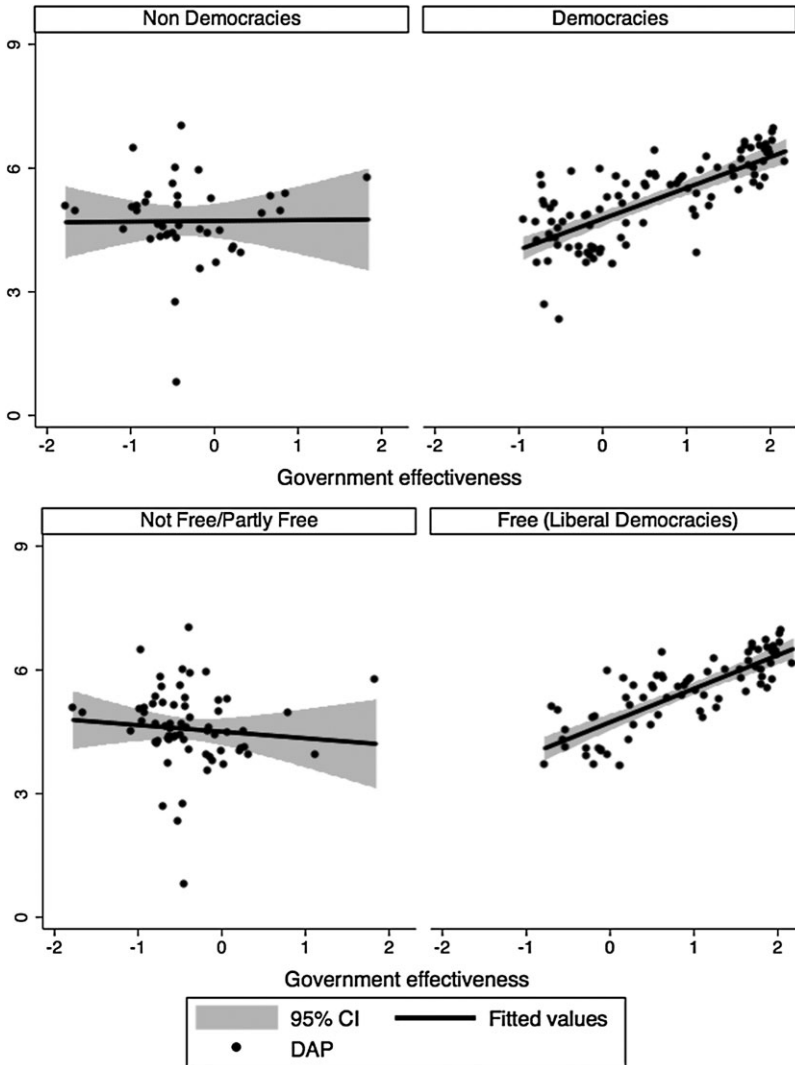 Non Democracies Democracies
9
6
3
0
-2 -1 0 1 2 -2 -1 0 1 2
Government effectiveness
Not Free/Partly Free Free (Liberal Democracies)
9
6
3
0
-2 -1 0 1 2 -2 -1 0 1 2
Government effectiveness
95% CI Fitted values
DAP